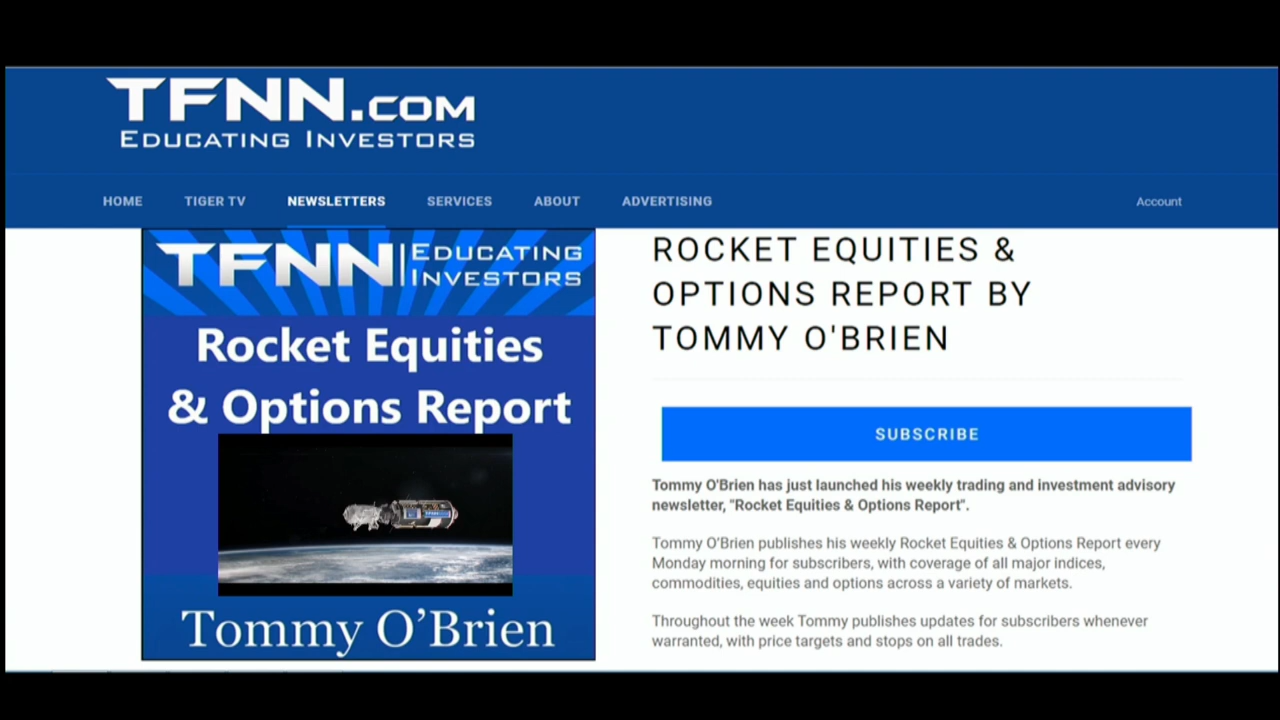 TFNN.COM
EDUCATING INVESTORS
HOME TIGER TV NEWSLETTERS SERVICES ABOUT ADVERTISING Account
TFNN | EDUCATING
INVESTORS
Rocket Equities
& Options Report
Tommy O’Brien
ROCKET EQUITIES &
OPTIONS REPORT BY
TOMMY O'BRIEN
SUBSCRIBE
Tommy O'Brien has just launched his weekly trading and investment advisory
newsletter, "Rocket Equities & Options Report".
Tommy O’Brien publishes his weekly Rocket Equities & Options Report every
Monday morning for subscribers, with coverage of all major indices,
commodities, equities and options across a variety of markets.
Throughout the week Tommy publishes updates for subscribers whenever
warranted, with price targets and stops on all trades.